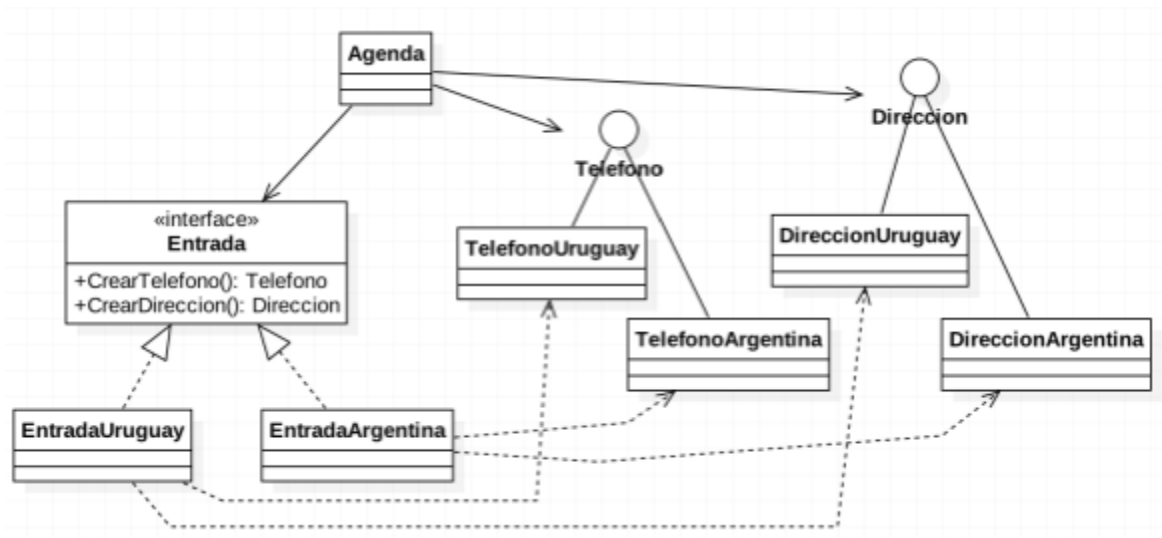 Agenda
Direccion
Telefono
«interface»
Entrada
+CrearTelefono(): Telefono
+CrearDireccion(): Direccion
TelefonoUruguay
DireccionUruguay
TelefonoArgentina
DireccionArgentina
EntradaUruguay
EntradaArgentina